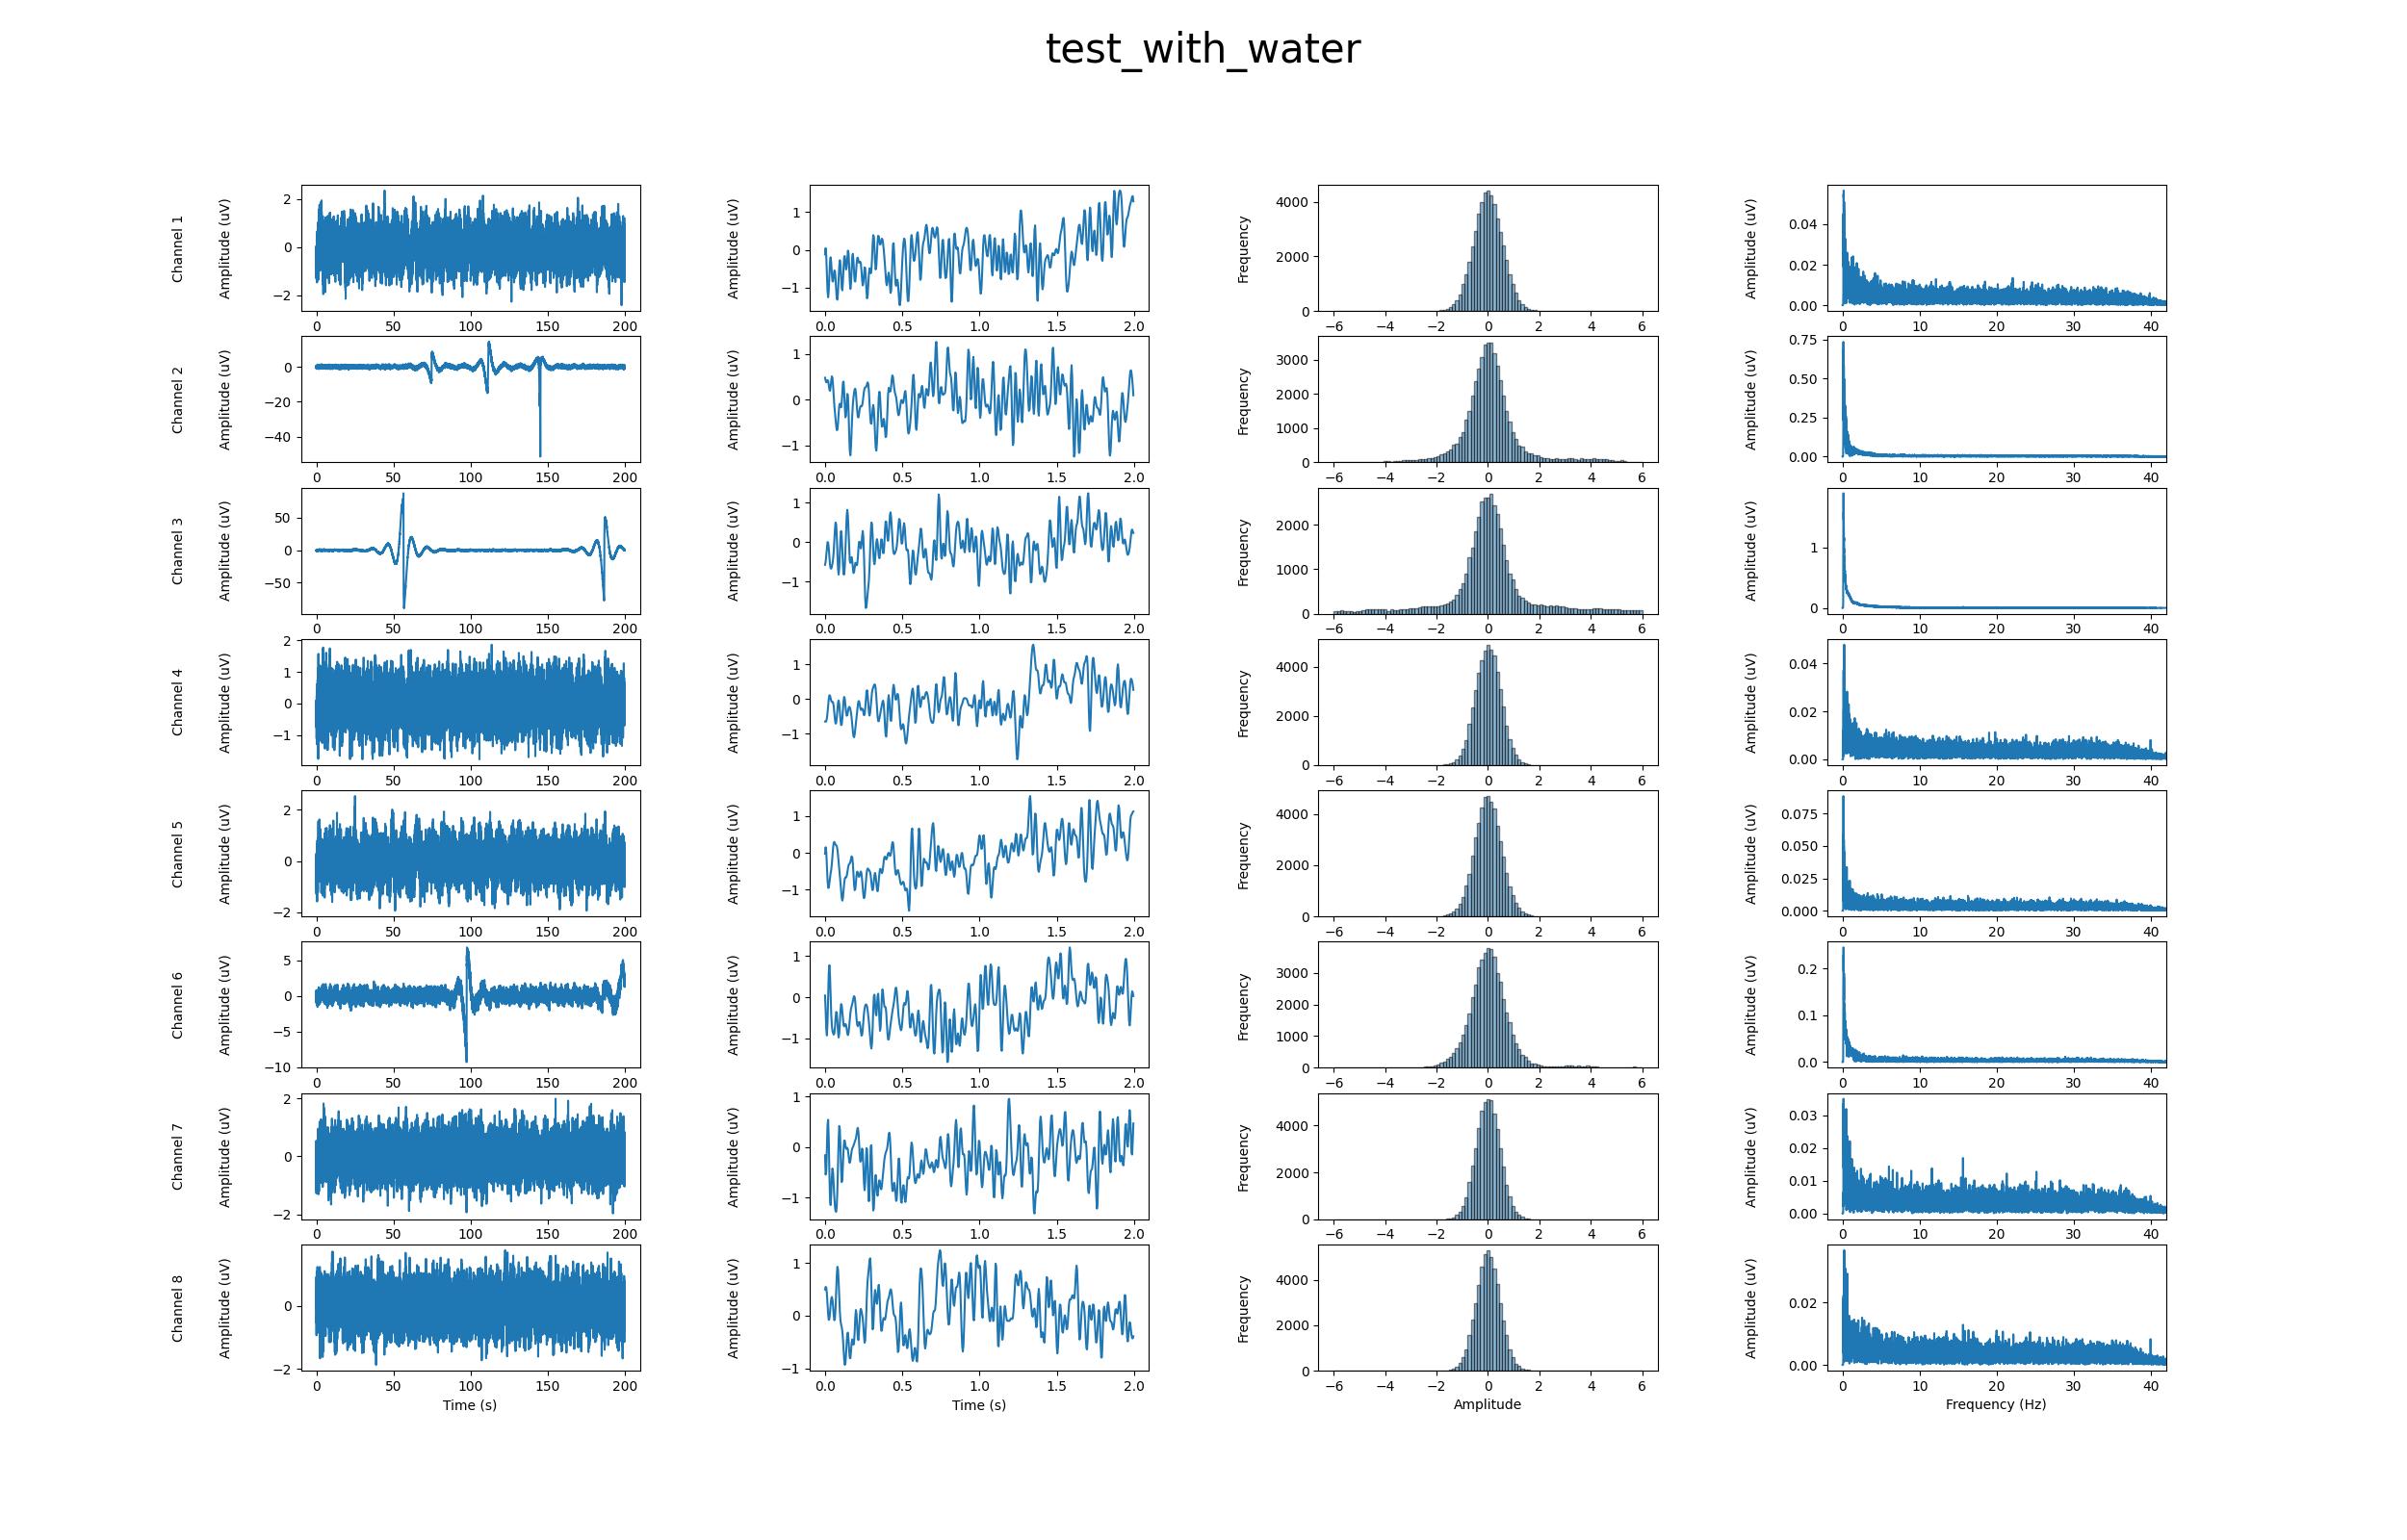 test_with_water
Channel 1
Amplitude (uV)
2
0
−2
0 50 100 150 200
Amplitude (uV)
1
0
−1
0.0 0.5 1.0 1.5 2.0
Frequency
4000
2000
0
−6 −4 −2 0 2 4 6
Amplitude (uV)
0.04
0.02
0.00
0 10 20 30 40
Channel 2
Amplitude (uV)
0
−20
−40
0 50 100 150 200
Amplitude (uV)
1
0
−1
0.0 0.5 1.0 1.5 2.0
Frequency
3000
2000
1000
0
−6 −4 −2 0 2 4 6
Amplitude (uV)
0.75
0.50
0.25
0.00
0 10 20 30 40
Channel 3
Amplitude (uV)
50
0
−50
0 50 100 150 200
Amplitude (uV)
1
0
−1
0.0 0.5 1.0 1.5 2.0
Frequency
2000
1000
0
−6 −4 −2 0 2 4 6
Amplitude (uV)
1
0
0 10 20 30 40
Channel 4
Amplitude (uV)
2
1
0
−1
0 50 100 150 200
Amplitude (uV)
1
0
−1
0.0 0.5 1.0 1.5 2.0
Frequency
4000
2000
0
−6 −4 −2 0 2 4 6
Amplitude (uV)
0.04
0.02
0.00
0 10 20 30 40
Channel 5
Amplitude (uV)
2
0
−2
0 50 100 150 200
Amplitude (uV)
1
0
−1
0.0 0.5 1.0 1.5 2.0
Frequency
4000
2000
0
−6 −4 −2 0 2 4 6
Amplitude (uV)
0.075
0.050
0.025
0.000
0 10 20 30 40
Channel 6
Amplitude (uV)
5
0
−5
−10
0 50 100 150 200
Amplitude (uV)
1
0
−1
0.0 0.5 1.0 1.5 2.0
Frequency
3000
2000
1000
0
−6 −4 −2 0 2 4 6
Amplitude (uV)
0.2
0.1
0.0
0 10 20 30 40
Channel 7
Amplitude (uV)
2
0
−2
0 50 100 150 200
Amplitude (uV)
1
0
−1
0.0 0.5 1.0 1.5 2.0
Frequency
4000
2000
0
−6 −4 −2 0 2 4 6
Amplitude (uV)
0.03
0.02
0.01
0.00
0 10 20 30 40
Channel 8
Amplitude (uV)
0
−2
0 50 100 150 200
Time (s)
Amplitude (uV)
1
0
−1
0.0 0.5 1.0 1.5 2.0
Time (s)
Frequency
4000
2000
0
−6 −4 −2 0 2 4 6
Amplitude
Amplitude (uV)
0.02
0.00
0 10 20 30 40
Frequency (Hz)